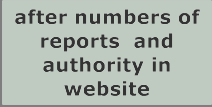 after numbers of
reports and
authority in
website